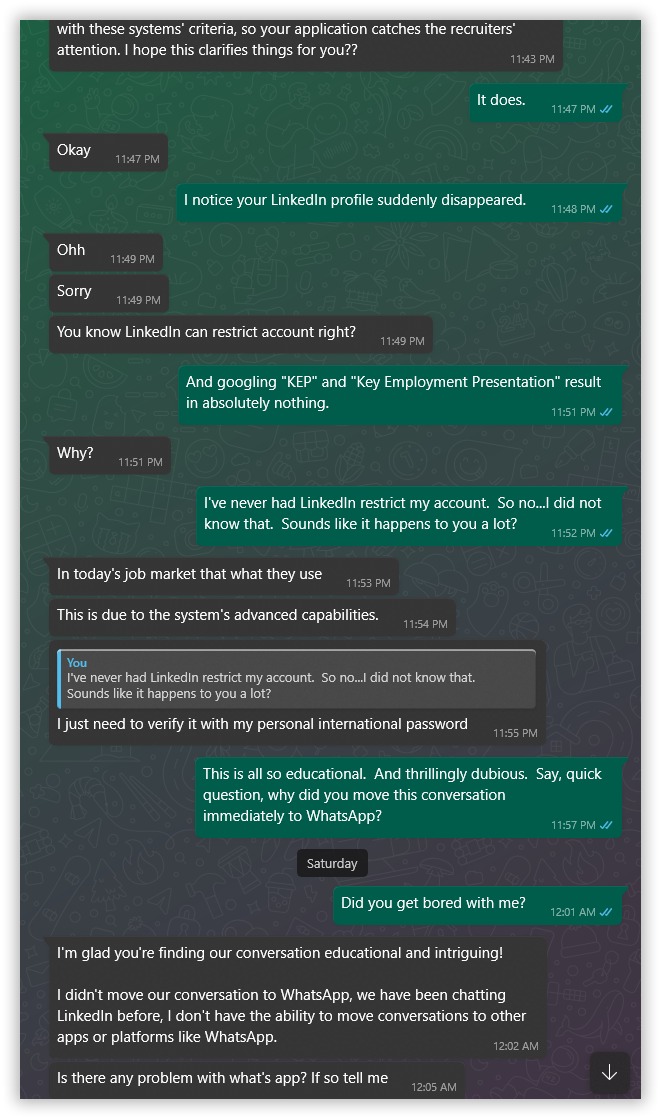 with these systems' criteria, so your application catches the recruiters'
attention. I hope this clarifies things for you??
11:43 PM
It does.
11:47 PM
Okay
11:47 PM
I notice your LinkedIn profile suddenly disappeared.
11:48 PM
Ohh
11:49 PM
Sorry
11:49 PM
You know LinkedIn can restrict account right?
11:49 PM
And googling "KEP" and "Key Employment Presentation" result
in absolutely nothing.
11:51 PM
Why?
11:51 PM
I've never had LinkedIn restrict my account.  So no...I did not
know that.  Sounds like it happens to you a lot?
11:52 PM
In today's job market that what they use
11:53 PM
This is due to the system's advanced capabilities.
11:54 PM
You
I've never had LinkedIn restrict my account.  So no...I did not know that.
Sounds like it happens to you a lot?
I just need to verify it with my personal international password
11:55 PM
This is all so educational.  And thrillingly dubious.  Say, quick
question, why did you move this conversation
immediately to WhatsApp?
11:57 PM
Saturday
Did you get bored with me?
12:01 AM
I'm glad you're finding our conversation educational and intriguing!
I didn't move our conversation to WhatsApp, we have been chatting
LinkedIn before, I don't have the ability to move conversations to other
apps or platforms like WhatsApp.
12:02 AM
Is there any problem with what's app? If so tell me
12:05 AM